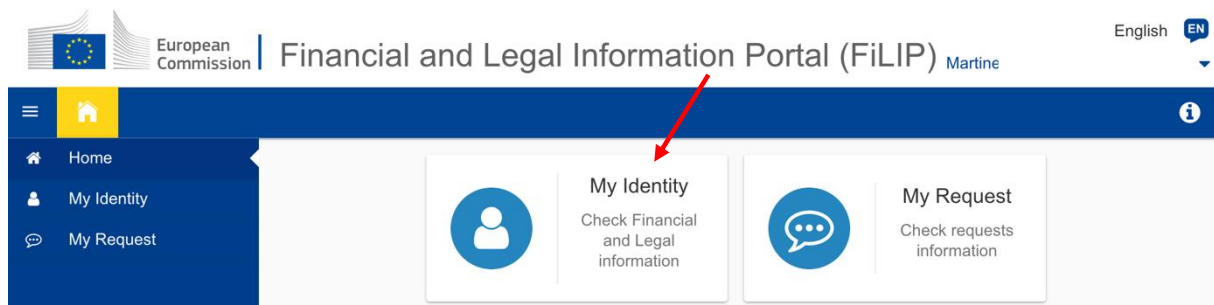 English EN
European
Commission
Financial and Legal Information Portal (FiLIP) Martine
Home
My Identity
My Request
My Identity
Check Financial
and Legal
information
My Request
Check requests
information